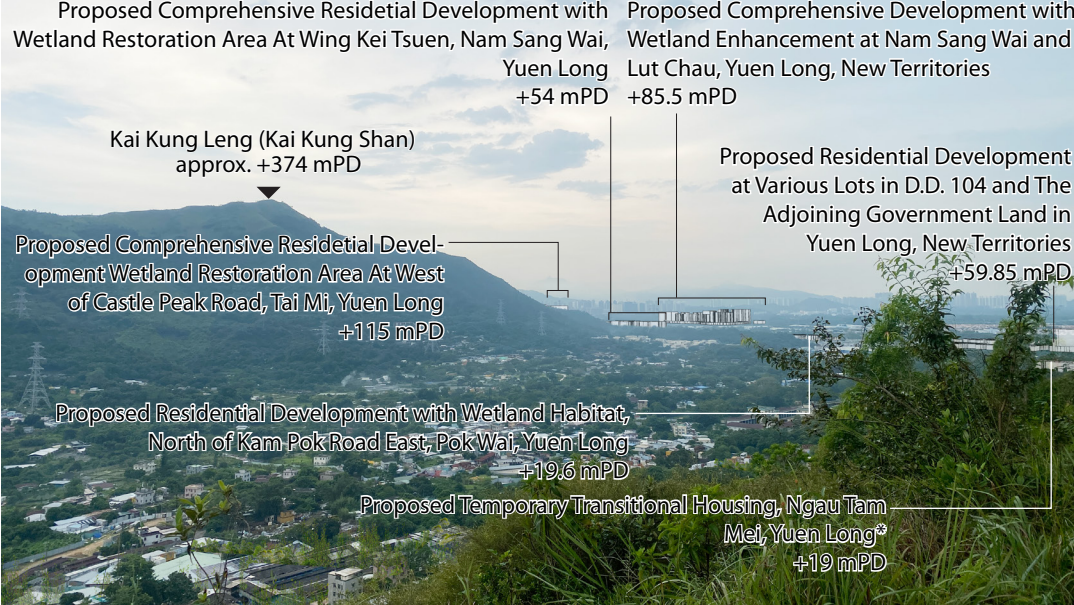 Proposed Comprehensive Residetial Development with
Wetland Restoration Area At Wing Kei Tsuen, Nam Sang Wai,
Yuen Long
+54 mPD
Proposed Comprehensive Development with
Wetland Enhancement at Nam Sang Wai and
Lut Chau, Yuen Long, New Territories
+85.5 mPD
Kai Kung Leng (Kai Kung Shan)
approx. +374 mPD
Proposed Residential Development
at Various Lots in D.D. 104 and The
Adjoining Government Land in
Yuen Long, New Territories
+59.85 mPD
Proposed Comprehensive Residetial Devel-
opment Wetland Restoration Area At West
of Castle Peak Road, Tai Mi, Yuen Long
+115 mPD
Proposed Residential Development with Wetland Habitat,
North of Kam Pok Road East, Pok Wai, Yuen Long
+19.6 mPD
Proposed Temporary Transitional Housing, Ngau Tam
Mei, Yuen Long*
+19 mPD